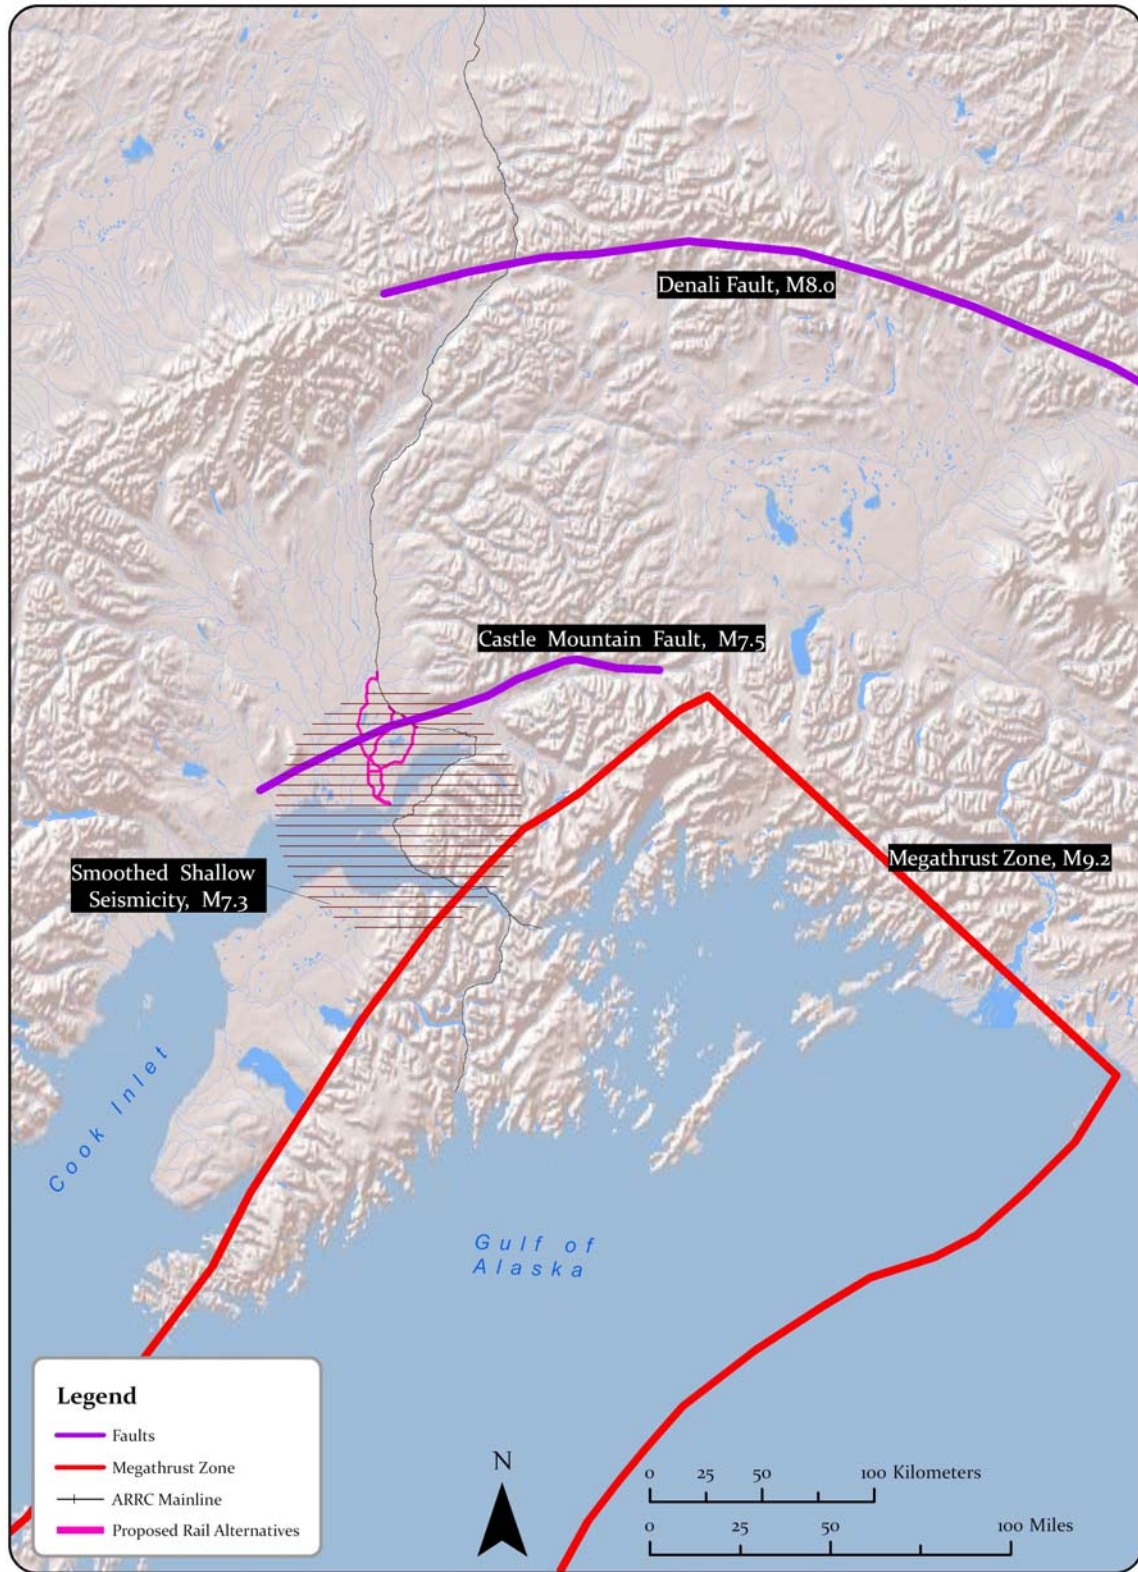 Denali Fault, M8.0
Castle Mountain Fault, M7.5
Megathrust Zone, M9.2
Smoothed Shallow
Seismicity, M7.3
Cook Inlet
Gulf of
Alaska
Legend
Faults
Megathrust Zone
ARRC Mainline
Proposed Rail Alternatives
N
0 25 50 100 Kilometers
0 25 50 100 Miles